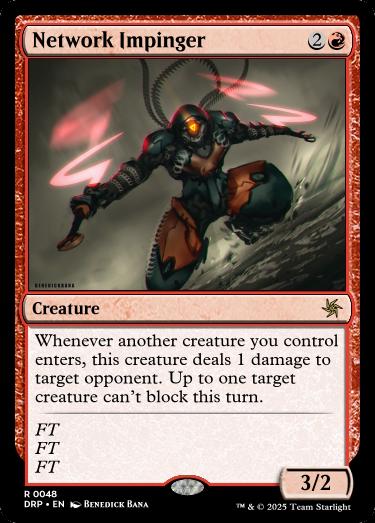 Network Impinger 2
BENEDICKBANA
Creature
Whenever another creature you control
enters, this creature deals 1 damage to
target opponent. Up to one target
creature can't block this turn.
FT
FT
FT
3/2
R 0048
DRP • EN Benedick Bana
™ & © 2025 Team Starlight